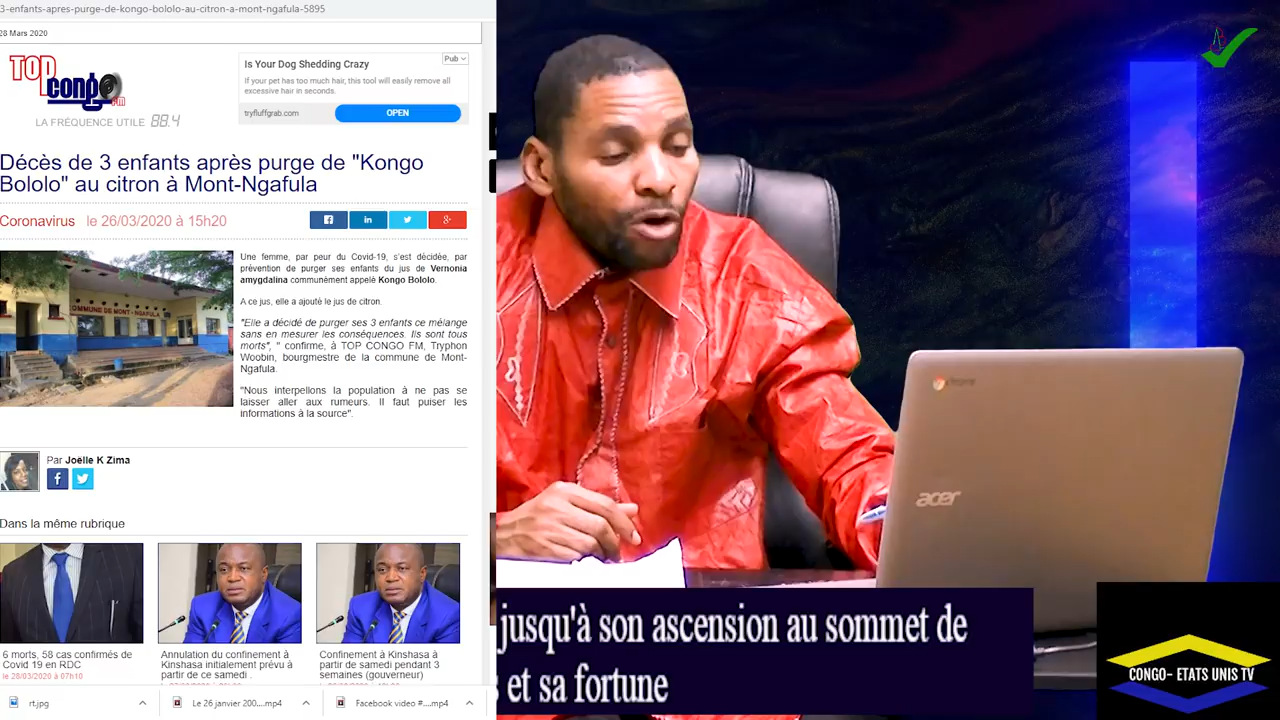 3-enfants-apres-purge-de-kongo-bololo-au-citron-a-mont-ngafula-5895
28 Mars 2020
TOP
congo
FM
LA FRÉQUENCE UTILE 88.4
Is Your Dog Shedding Crazy
Pub
If your pet has too much hair, this tool will easily remove all
excessive hair in seconds.
tryfluffgrab.com
OPEN
Décès de 3 enfants après purge de "Kongo
Bololo" au citron à Mont-Ngafula
Coronavirus le 26/03/2020 à 15h20
COMMUNE DE MONT - NGAFULA
Une femme, par peur du Covid-19, s'est décidée, par
prévention de purger ses enfants du jus de Vernonia
amygdalina communément appelé Kongo Bololo.
A ce jus, elle a ajouté le jus de citron.
"Elle a décidé de purger ses 3 enfants ce mélange
sans en mesurer les conséquences. Ils sont tous
morts", " confirme, à TOP CONGO FM, Tryphon
Woobin, bourgmestre de la commune de Mont-
Ngafula.
"Nous interpellons la population à ne pas se
laisser aller aux rumeurs. Il faut puiser les
informations à la source".
Par Joëlle K Zima
Dans la même rubrique
6 morts, 58 cas confirmés de
Covid 19 en RDC
le 28/03/2020 à 07h10
Annulation du confinement à
Kinshasa initialement prévu à
partir de ce samedi .
Confinement à Kinshasa à
partir de samedi pendant 3
semaines (gouverneur)
rt.jpg
Le 26 janvier 200....mp4
Facebook video #....mp4
chrome
acer
jusqu'à son ascension au sommet de
s et sa fortune
CONGO- ETATS UNIS TV